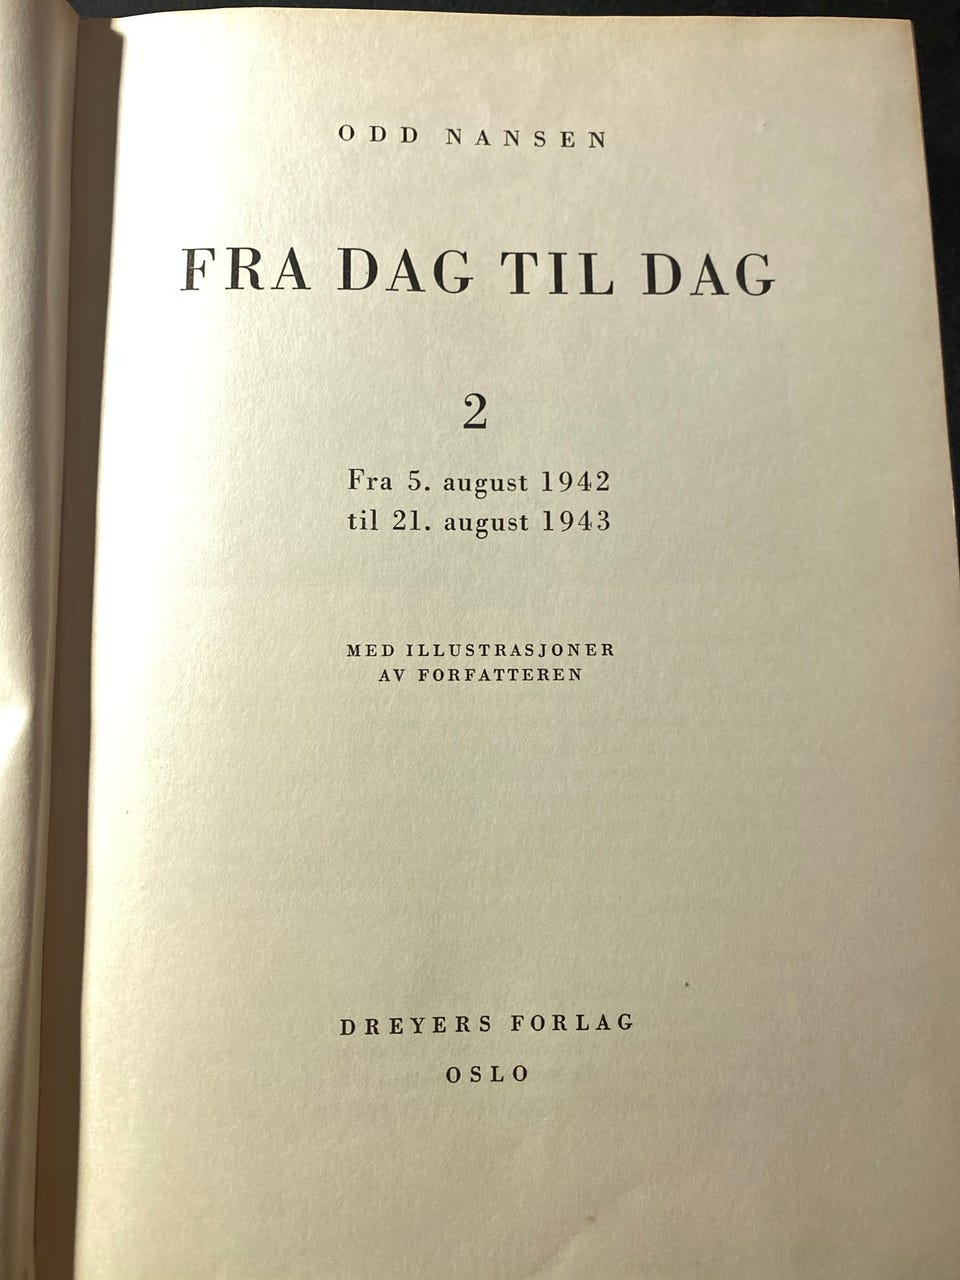 ODD NANSEN
FRA DAG TIL DAG
2
Fra 5. august 1942
til 21. august 1943
MED ILLUSTRASJONER
AV FORFATTEREN
DREYERS FORLAG
OSLO